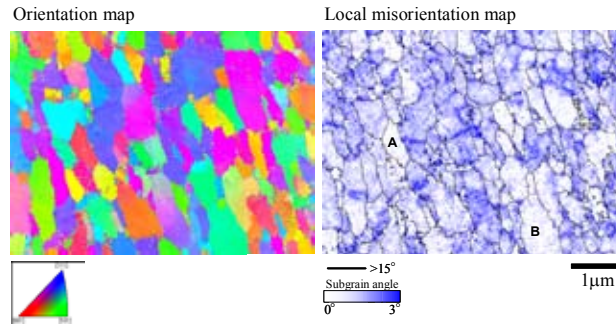 Orientation map
Local misorientation map
A
B
>15°
Subgrain angle
0° 3°
1μm